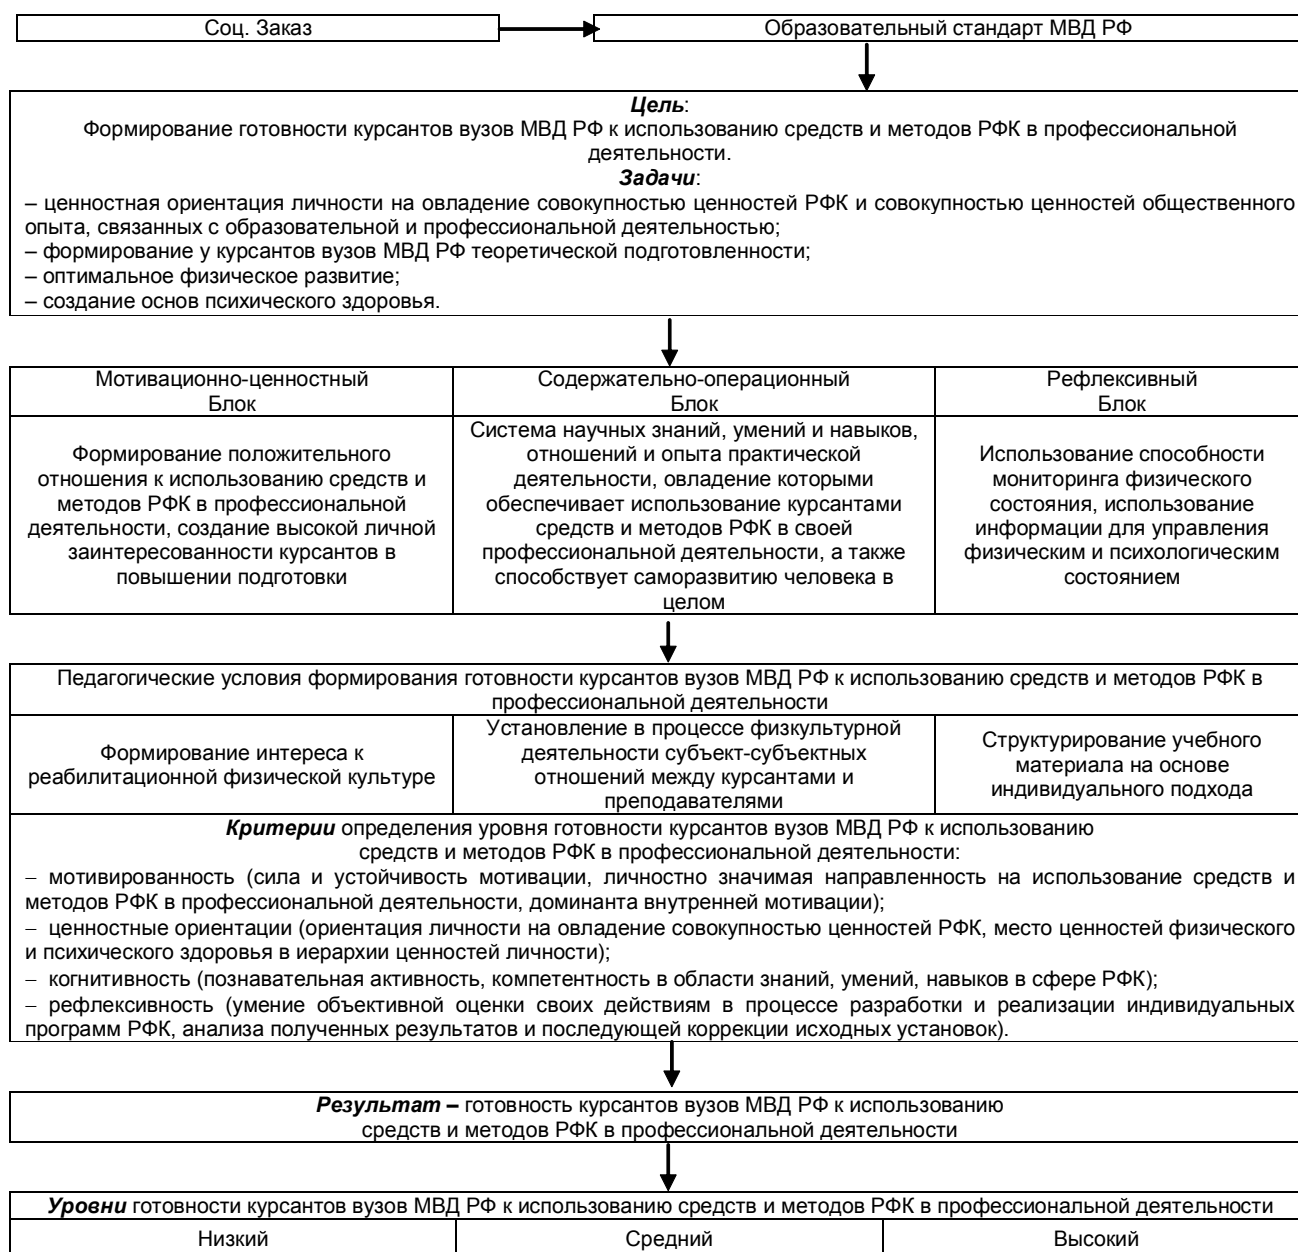 Соц. Заказ
Образовательный стандарт МВД РФ
Цель:
Формирование готовности курсантов вузов МВД РФ к использованию средств и методов РФК в профессиональной
деятельности.
Задачи:
– ценностная ориентация личности на овладение совокупностью ценностей РФК и совокупностью ценностей общественного
опыта, связанных с образовательной и профессиональной деятельностью;
– формирование у курсантов вузов МВД РФ теоретической подготовленности;
– оптимальное физическое развитие;
– создание основ психического здоровья.
Мотивационно-ценностный
Блок
Содержательно-операционный
Блок
Рефлексивный
Блок
Формирование положительного
отношения к использованию средств и
методов РФК в профессиональной
деятельности, создание высокой личной
заинтересованности курсантов в
повышении подготовки
Система научных знаний, умений и навыков,
отношений и опыта практической
деятельности, овладение которыми
обеспечивает использование курсантами
средств и методов РФК в своей
профессиональной деятельности, а также
способствует саморазвитию человека в
целом
Использование способности
мониторинга физического
состояния, использование
информации для управления
физическим и психологическим
состоянием
Педагогические условия формирования готовности курсантов вузов МВД РФ к использованию средств и методов РФК в
профессиональной деятельности
Формирование интереса к
реабилитационной физической культуре
Установление в процессе физкультурной
деятельности субъект-субъектных
отношений между курсантами и
преподавателями
Структурирование учебного
материала на основе
индивидуального подхода
Критерии определения уровня готовности курсантов вузов МВД РФ к использованию
средств и методов РФК в профессиональной деятельности:
– мотивированность (сила и устойчивость мотивации, личностно значимая направленность на использование средств и
методов РФК в профессиональной деятельности, доминанта внутренней мотивации);
– ценностные ориентации (ориентация личности на овладение совокупностью ценностей РФК, место ценностей физического
и психического здоровья в иерархии ценностей личности);
– когнитивность (познавательная активность, компетентность в области знаний, умений, навыков в сфере РФК);
– рефлексивность (умение объективной оценки своих действиям в процессе разработки и реализации индивидуальных
программ РФК, анализа полученных результатов и последующей коррекции исходных установок).
Результат – готовность курсантов вузов МВД РФ к использованию
средств и методов РФК в профессиональной деятельности
Уровни готовности курсантов вузов МВД РФ к использованию средств и методов РФК в профессиональной деятельности
Низкий
Средний
Высокий